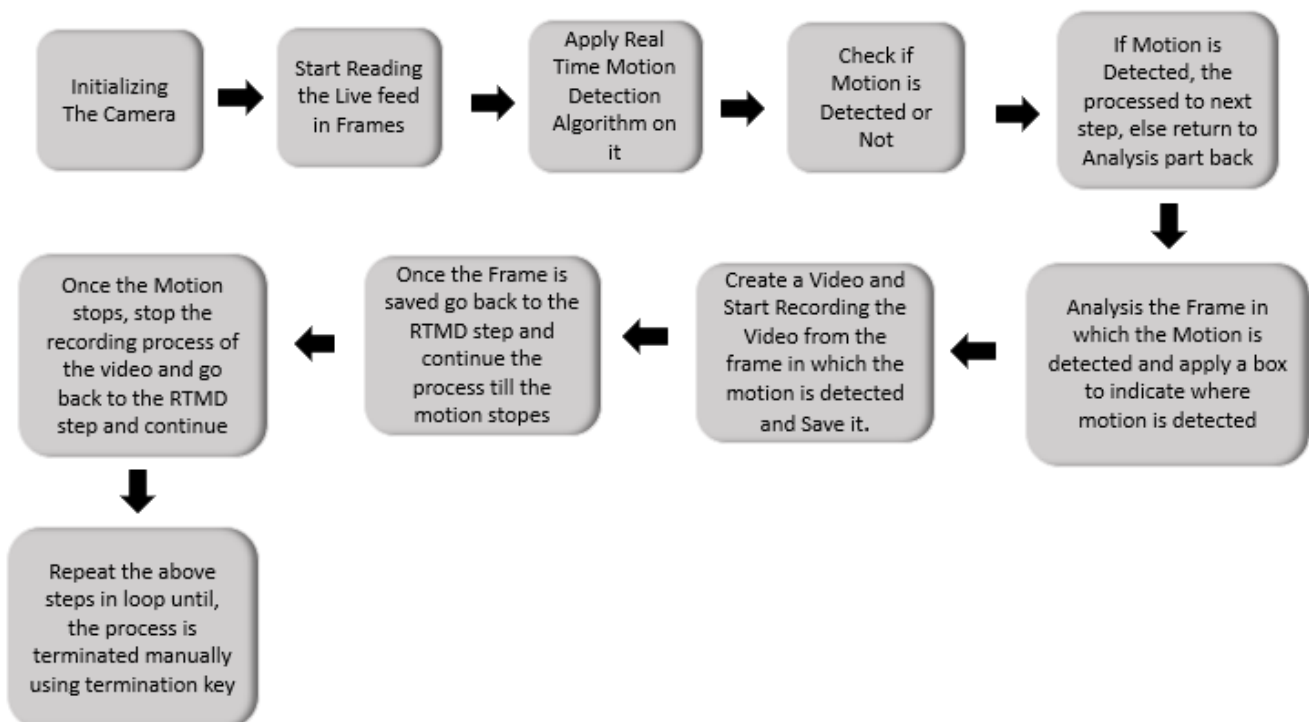 Initializing
The Camera
Start Reading
the Live feed
in Frames
Apply Real
Time Motion
Detection
Algorithm on
it
Check if
Motion is
Detected or
Not
If Motion is
Detected, the
processed to next
step, else return to
Analysis part back
Analysis the Frame in
which the Motion is
detected and apply a box
to indicate where
motion is detected
Create a Video and
Start Recording the
Video from the
frame in which the
motion is detected
and Save it.
Once the Frame is
saved go back to the
RTMD step and
continue the
process till the
motion stopes
Once the Motion
stops, stop the
recording process of
the video and go
back to the RTMD
step and continue
Repeat the above
steps in loop until,
the process is
terminated manually
using termination key